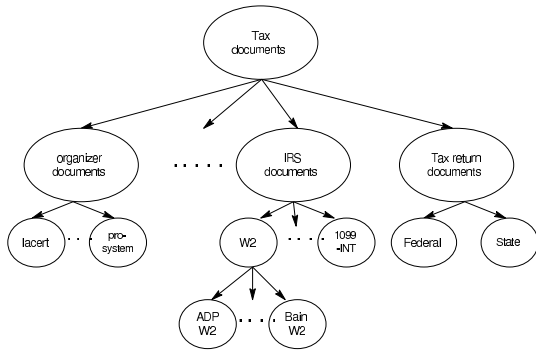 Tax
documents
organizer
documents
. . . . .
IRS
documents
Tax return
documents
lacert
. . .
pro-
system
W2
. . . .
1099
-INT
Federal
State
ADP
W2
. . . .
Bain
W2